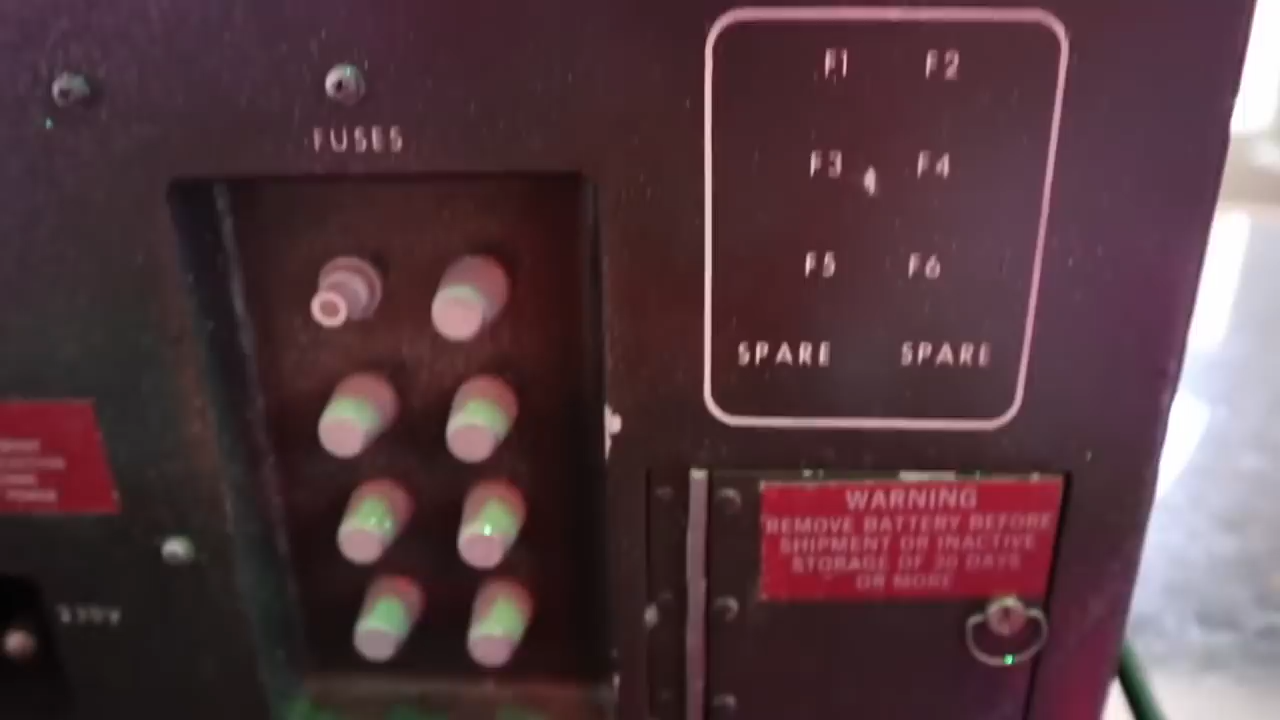 FUSES
F1 F2
F3 F4
F5 F6
SPARE SPARE
WARNING
REMOVE BATTERY BEFORE
SHIPMENT OR INACTIVE
STORAGE OF 30 DAYS
OR MORE